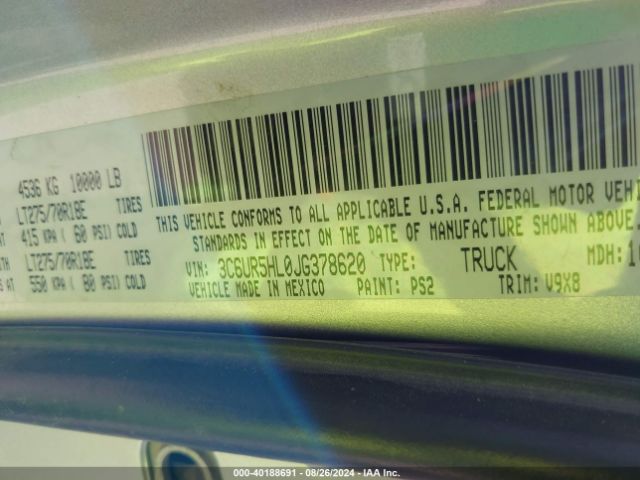 4536 KG 10000 LB
LT275/70R18E TIRES
415 KPA ( 60 PSI) COLD
LT275/70R18E TIRES
550 KPA ( 80 PSI) COLD
THIS VEHICLE CONFORMS TO ALL APPLICABLE U.S.A. FEDERAL MOTOR VEHI
STANDARDS IN EFFECT ON THE DATE OF MANUFACTURE SHOWN ABOVE.
VIN: 3C6UR5HL0JG378620 TYPE: TRUCK MDH:
VEHICLE MADE IN MEXICO PAINT: PS2 TRIM: V9X8
000-40188691 - 08/26/2024 - IAA Inc.